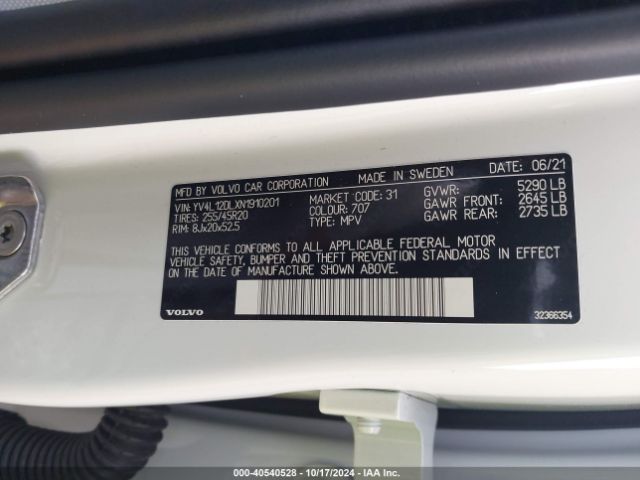 MFD BY VOLVO CAR CORPORATION MADE IN SWEDEN DATE: 06/21
VIN: YV4L12DLXN1910201 MARKET CODE: 31 GVWR: 5290 LB
TIRES: 255/45R20 COLOUR: 707 GAWR FRONT: 2645 LB
RIM: 8Jx20x52.5 TYPE: MPV GAWR REAR: 2735 LB
THIS VEHICLE CONFORMS TO ALL APPLICABLE FEDERAL MOTOR
VEHICLE SAFETY, BUMPER AND THEFT PREVENTION STANDARDS IN EFFECT
ON THE DATE OF MANUFACTURE SHOWN ABOVE.
VOLVO 32366354
000-40540528 - 10/17/2024 - IAA Inc.